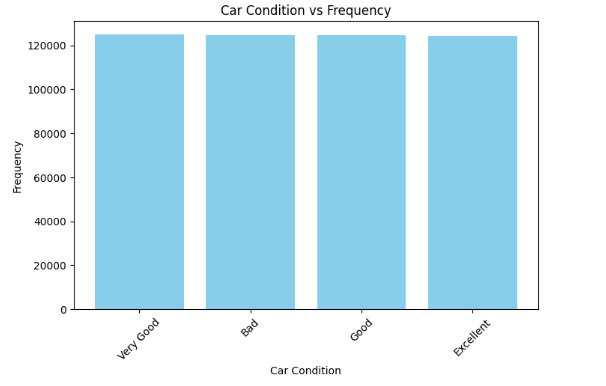 Car Condition vs Frequency
120000
100000
80000
60000
40000
20000
0
Frequency
Very Good
Bad
Good
Excellent
Car Condition